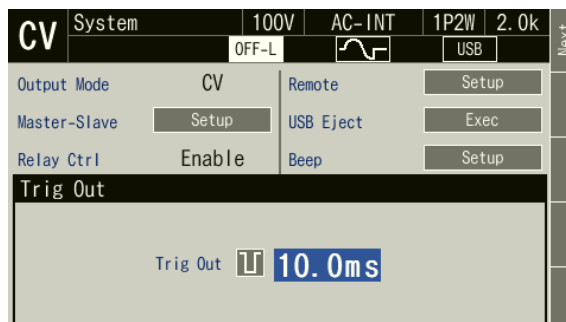 CV System 100V AC-INT 1P2W 2.0k
OFF-L USB
Next
Output Mode CV Remote Setup
Master-Slave Setup USB Eject Exec
Relay Ctrl Enable Beep Setup
Trig Out
Trig Out 10.0ms